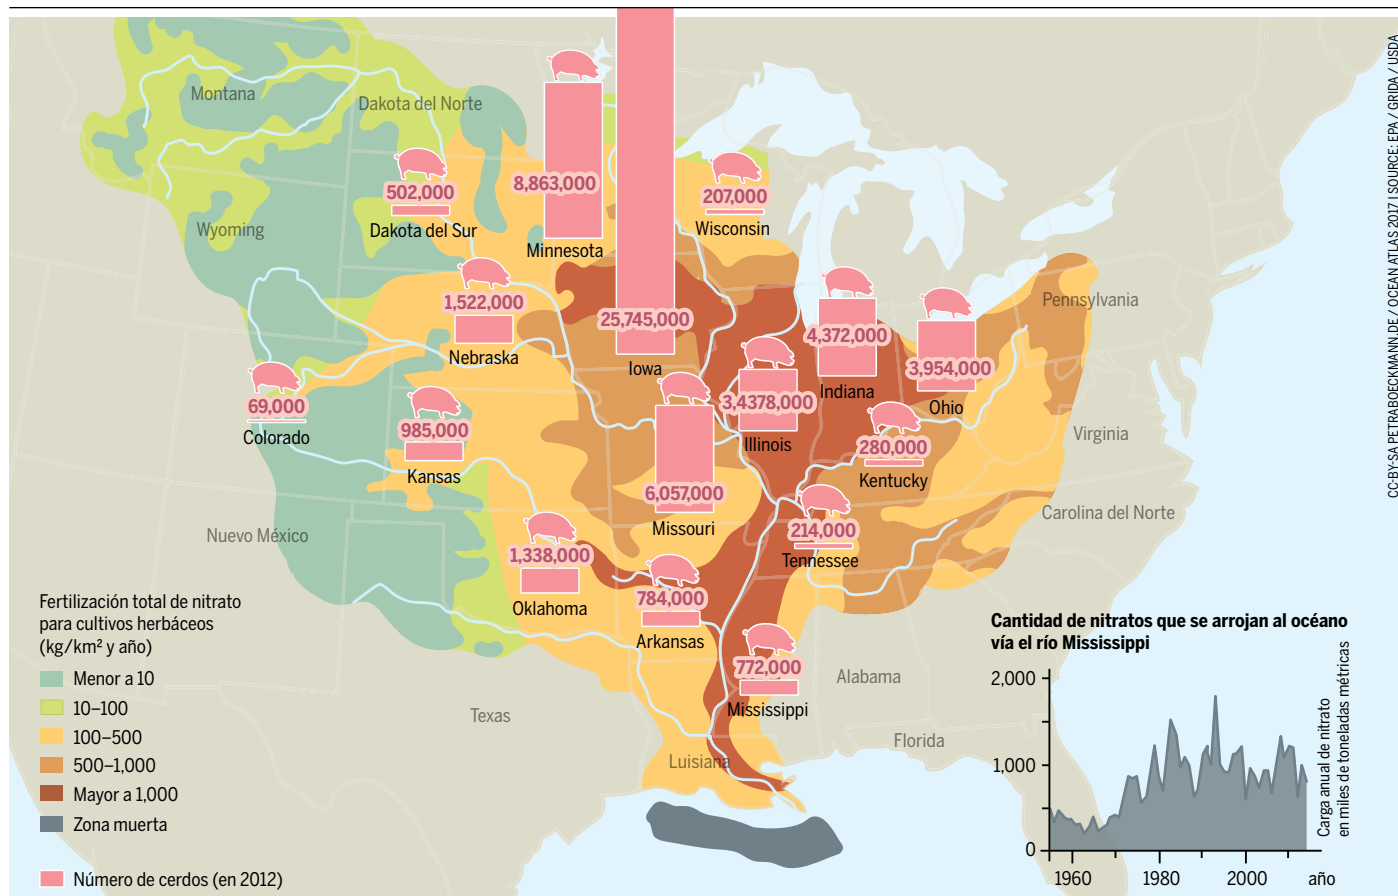 Montana
Dakota del Norte
502,000
Dakota del Sur
8,863,000
Minnesota
207,000
Wisconsin
Wyoming
1,522,000
Nebraska
25,745,000
Iowa
4,372,000
Indiana
3,954,000
Ohio
Pennsylvania
69,000
Colorado
985,000
Kansas
3,4378,000
Illinois
280,000
Kentucky
Virginia
6,057,000
Missouri
214,000
Tennessee
Carolina del Norte
Nuevo México
1,338,000
Oklahoma
784,000
Arkansas
772,000
Mississippi
Alabama
Texas
Florida
Luisiana
Fertilización total de nitrato
para cultivos herbáceos
(kg/km² y año)
Menor a 10
10–100
100–500
500–1,000
Mayor a 1,000
Zona muerta
Número de cerdos (en 2012)
Cantidad de nitratos que se arrojan al océano
vía el río Mississippi
2,000
1,000
0
1960
1980
2000
año
Carga anual de nitrato
en miles de toneladas métricas
CC-BY-SA PETRABOECKMANN.DE / OCEAN ATLAS 2017 | SOURCE: EPA / GRIDA / USDA